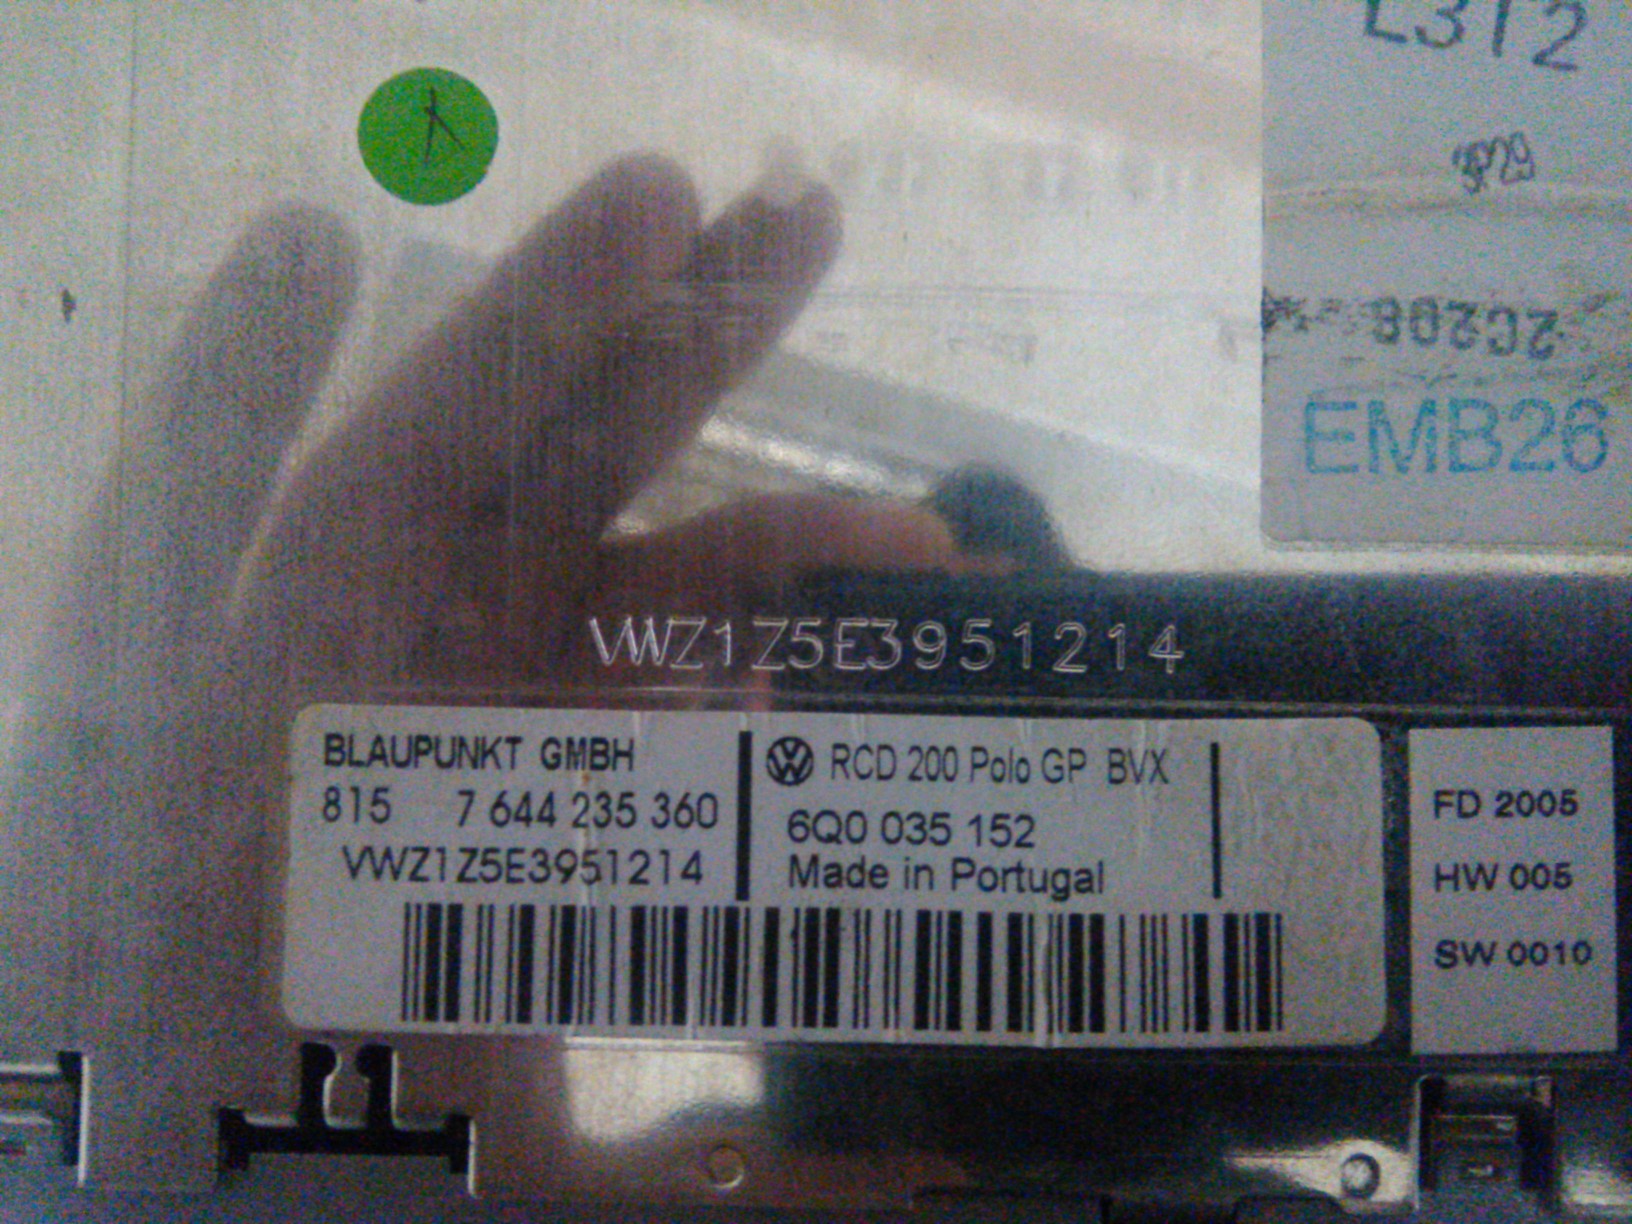 L3T2
2C208
EMB26
VWZ1Z5E3951214
BLAUPUNKT GMBH
815 7 644 235 360
VWZ1Z5E3951214
RCD 200 Polo GP BVX
6Q0 035 152
Made in Portugal
FD 2005
HW 005
SW 0010